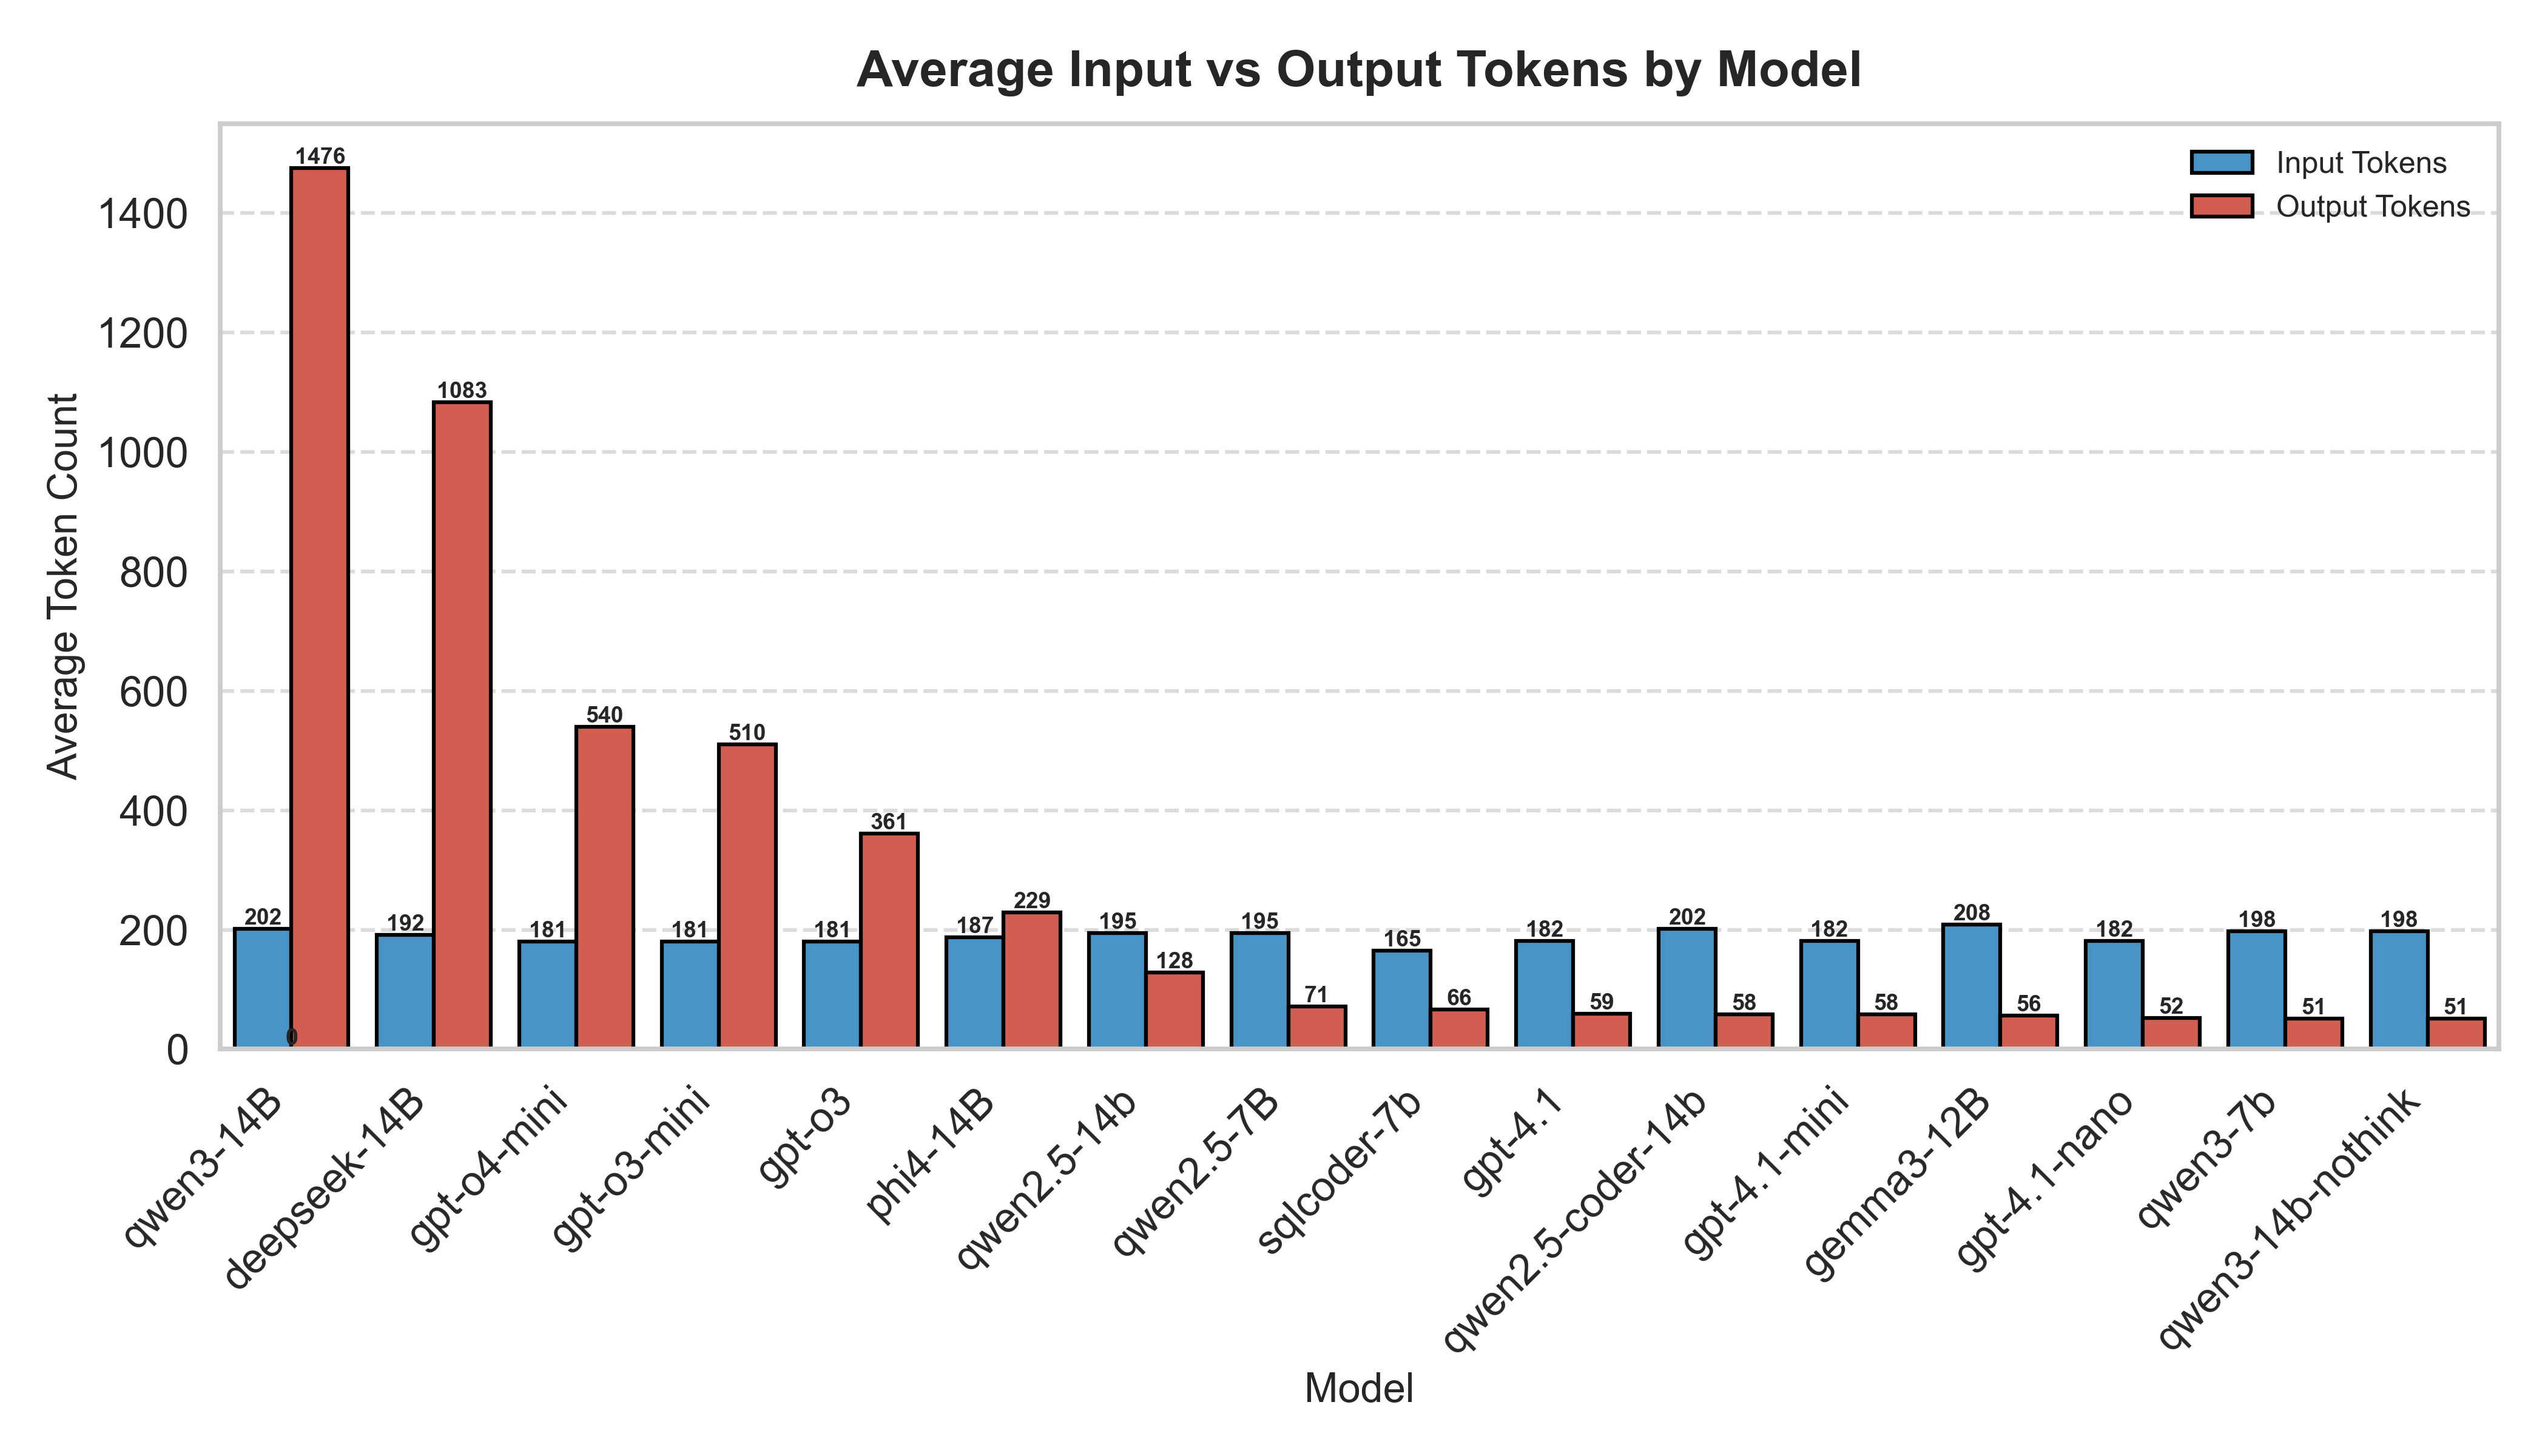 Average Input vs Output Tokens by Model
Input Tokens
Output Tokens
Average Token Count
1400
1200
1000
800
600
400
200
0
202
1476
0
192
1083
181
540
181
510
181
361
187
229
195
128
195
71
165
66
182
59
202
58
182
58
208
56
182
52
198
51
198
51
qwen3-14B
deepseek-14B
gpt-o4-mini
gpt-o3-mini
gpt-o3
phi4-14B
qwen2.5-14b
qwen2.5-7B
sqlcoder-7b
gpt-4.1
qwen2.5-coder-14b
gpt-4.1-mini
gemma3-12B
gpt-4.1-nano
qwen3-7b
qwen3-14b-nothink
Model